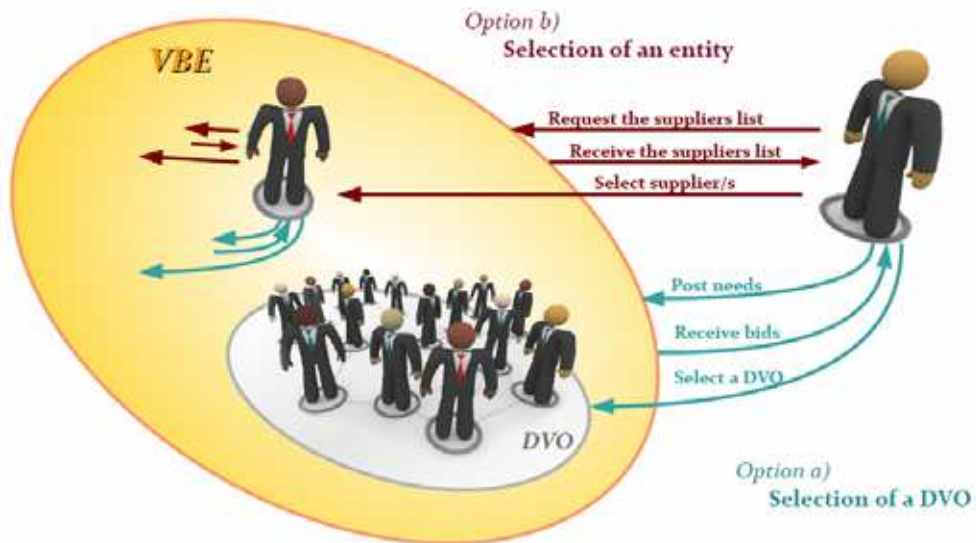 Option b)
Selection of an entity
VBE
Request the suppliers list
Receive the suppliers list
Select supplier/s
Post needs
Receive bids
Select a DVO
DVO
Option a)
Selection of a DVO